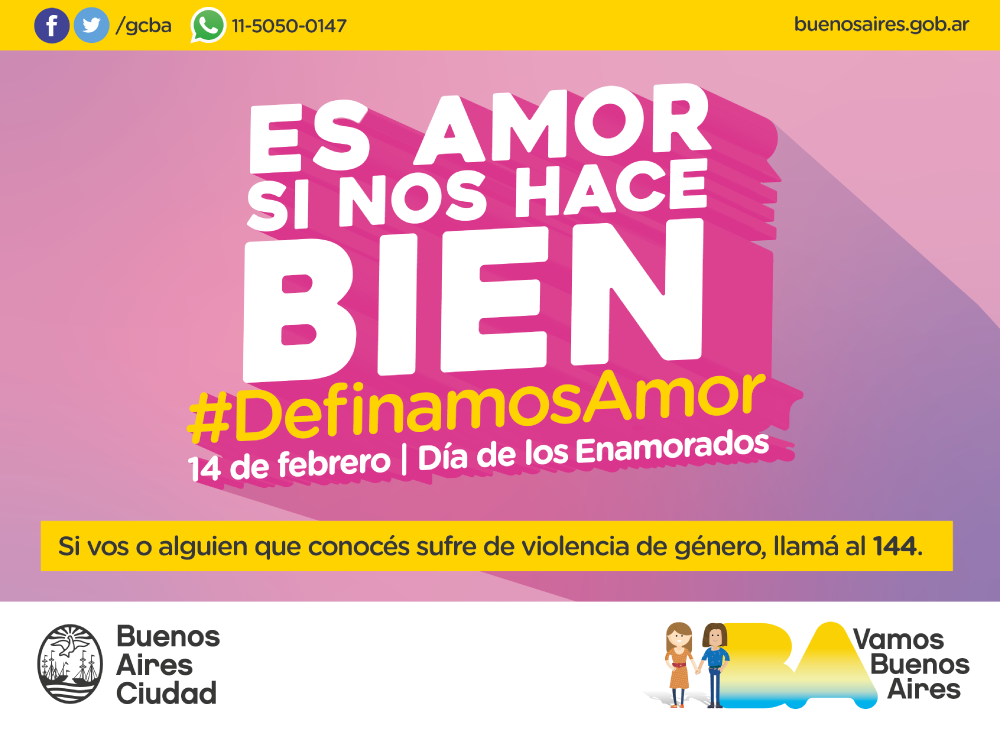 /gcba 11-5050-0147 buenosaires.gob.ar
ES AMOR
SI NOS HACE
BIEN
#DefinamosAmor
14 de febrero | Día de los Enamorados
Si vos o alguien que conocés sufre de violencia de género, llamá al 144.
Buenos
Aires
Ciudad
BA
Vamos
Buenos
Aires